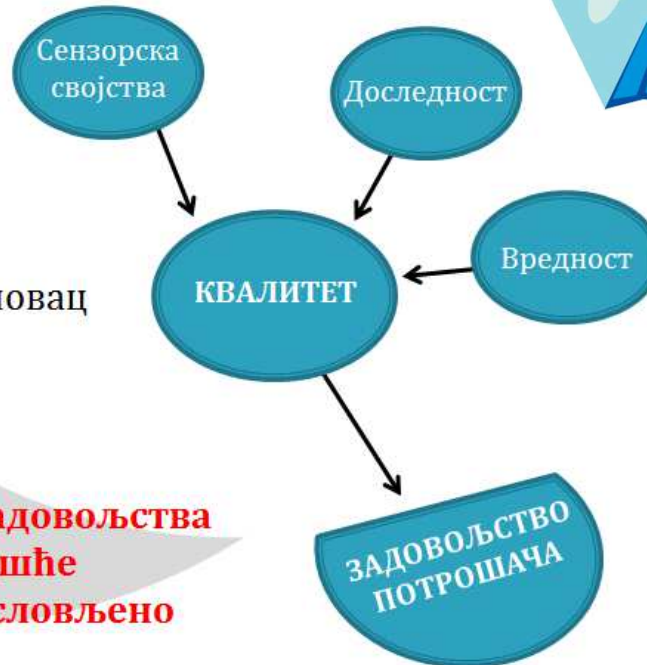 Сензорска
својства
Доследност
Вредност
КВАЛИТЕТ
ЗАДОВОЉСТВО
ПОТРОШАЧА